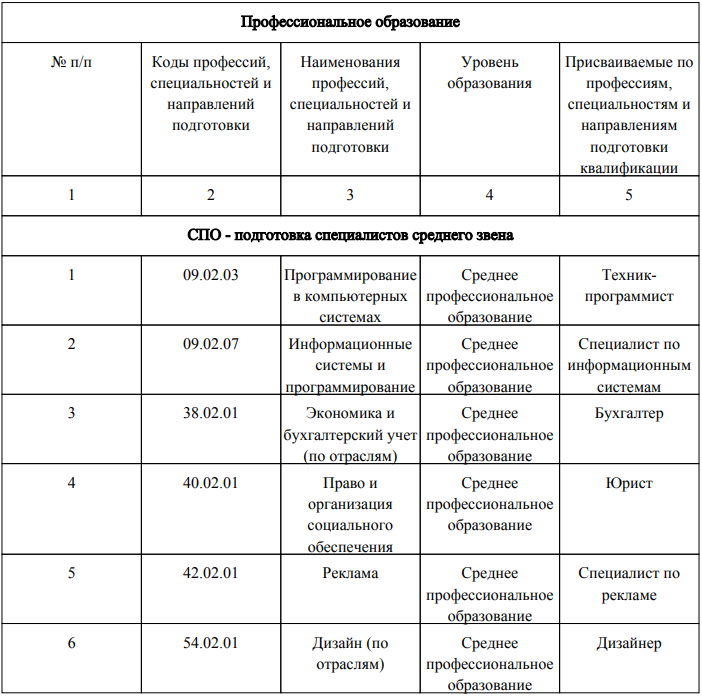 Профессиональное образование
№ п/п
Коды профессий,
специальностей и
направлений
подготовки
Наименования
профессий,
специальностей и
направлений
подготовки
Уровень
образования
Присваиваемые по
профессиям,
специальностям и
направлениям
подготовки
квалификации
1
2
3
4
5
СПО - подготовка специалистов среднего звена
1
09.02.03
Программирование
в компьютерных
системах
Среднее
профессиональное
образование
Техник-
программист
2
09.02.07
Информационные
системы и
программирование
Среднее
профессиональное
образование
Специалист по
информационным
системам
3
38.02.01
Экономика и
бухгалтерский учет
(по отраслям)
Среднее
профессиональное
образование
Бухгалтер
4
40.02.01
Право и
организация
социального
обеспечения
Среднее
профессиональное
образование
Юрист
5
42.02.01
Реклама
Среднее
профессиональное
образование
Специалист по
рекламе
6
54.02.01
Дизайн (по
отраслям)
Среднее
профессиональное
образование
Дизайнер